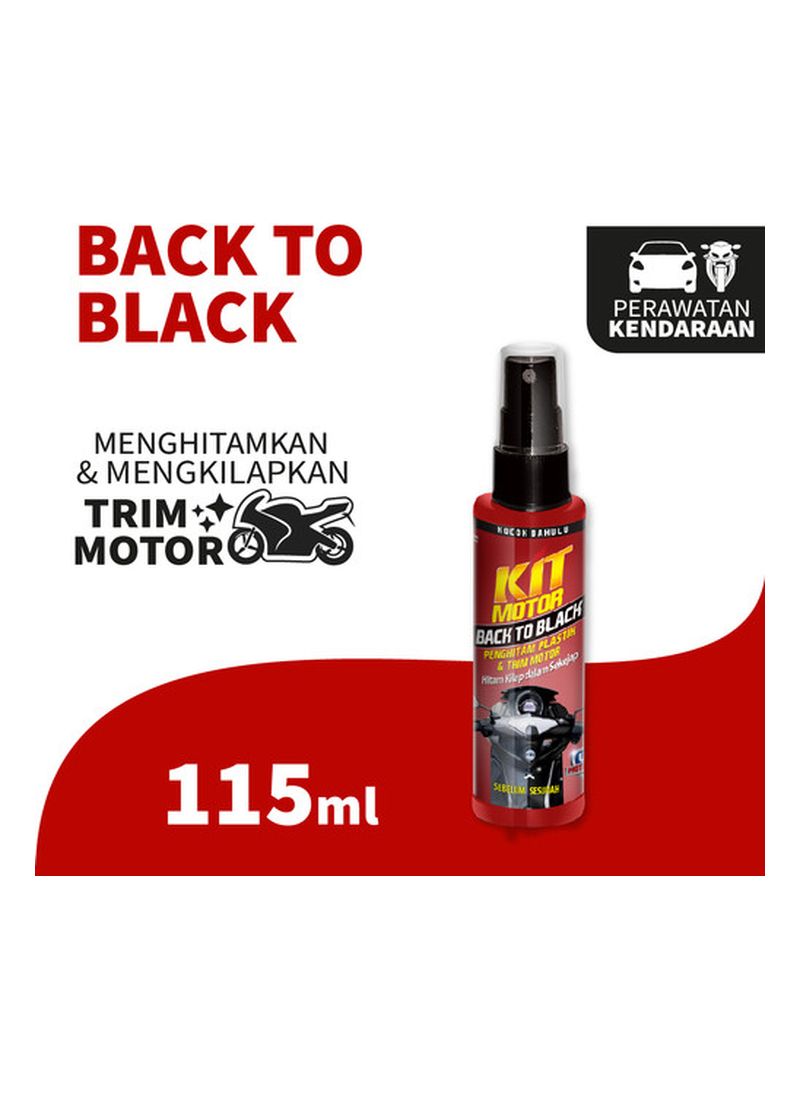 BACK TO
BLACK
PERAWATAN
KENDARAAN
MENGHITAMKAN
& MENGKILAPKAN
TRIM
MOTOR
KOCOK DAHULU
KIT
MOTOR
BACK TO BLACK
PENGHITAM PLASTIK
& TRIM MOTOR
Hitam Kilap dalam Sekejap
SEBELUM SESUDAH
115ml